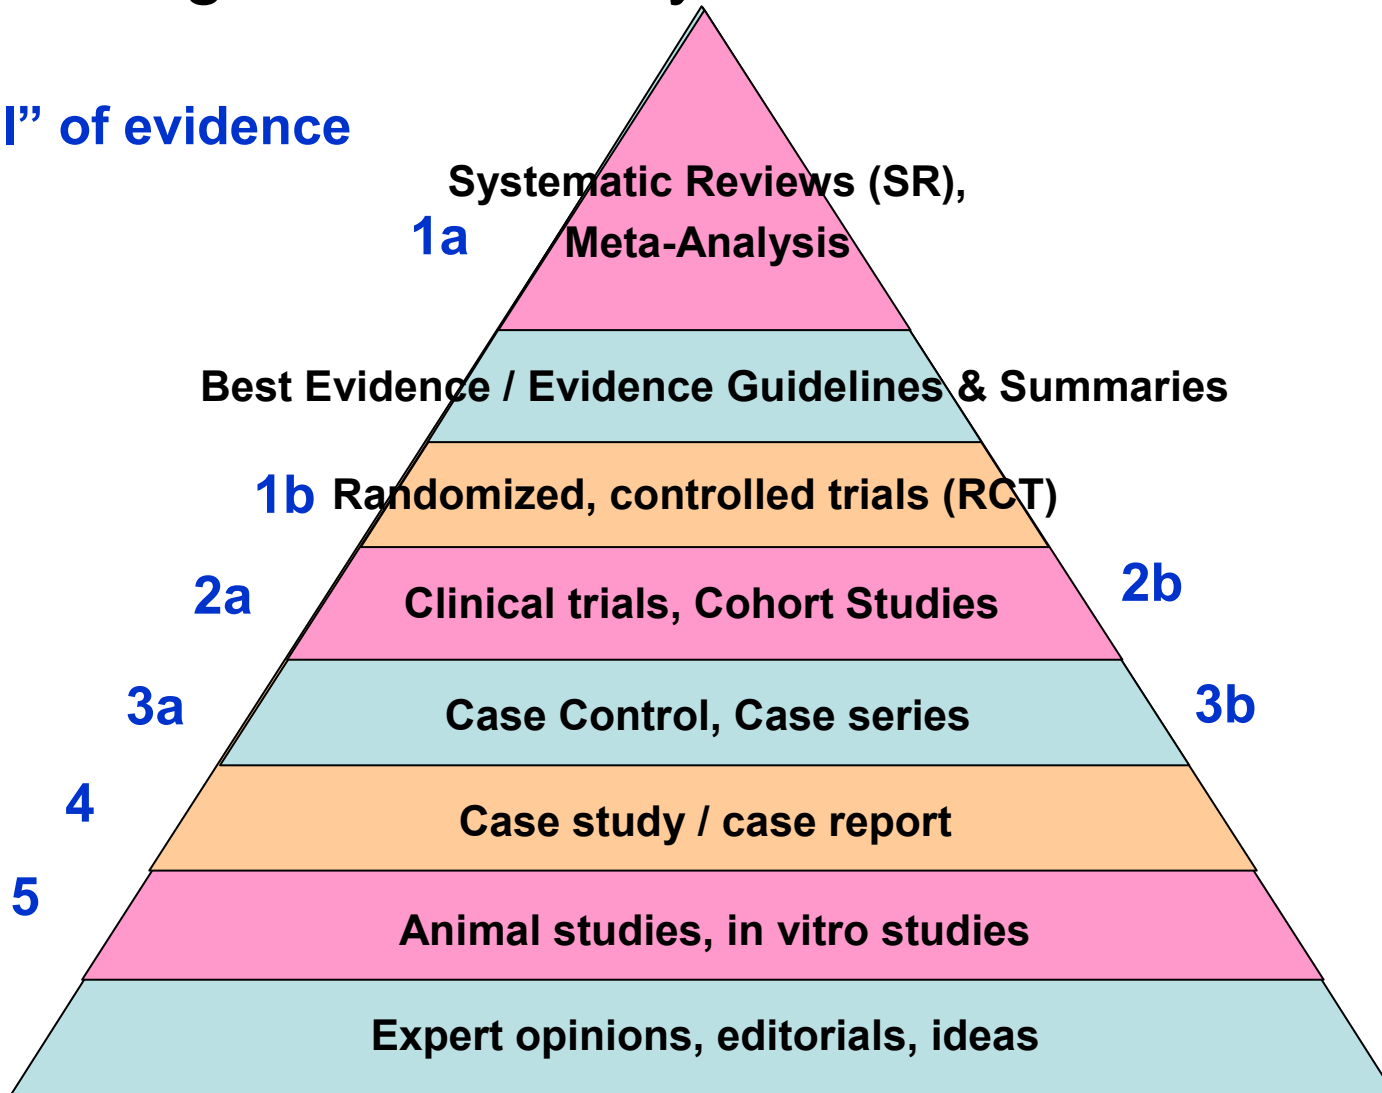 l” of evidence
Systematic Reviews (SR),
1a Meta-Analysis
Best Evidence / Evidence Guidelines & Summaries
1b Randomized, controlled trials (RCT)
2a Clinical trials, Cohort Studies 2b
3a Case Control, Case series 3b
4 Case study / case report
5 Animal studies, in vitro studies
Expert opinions, editorials, ideas